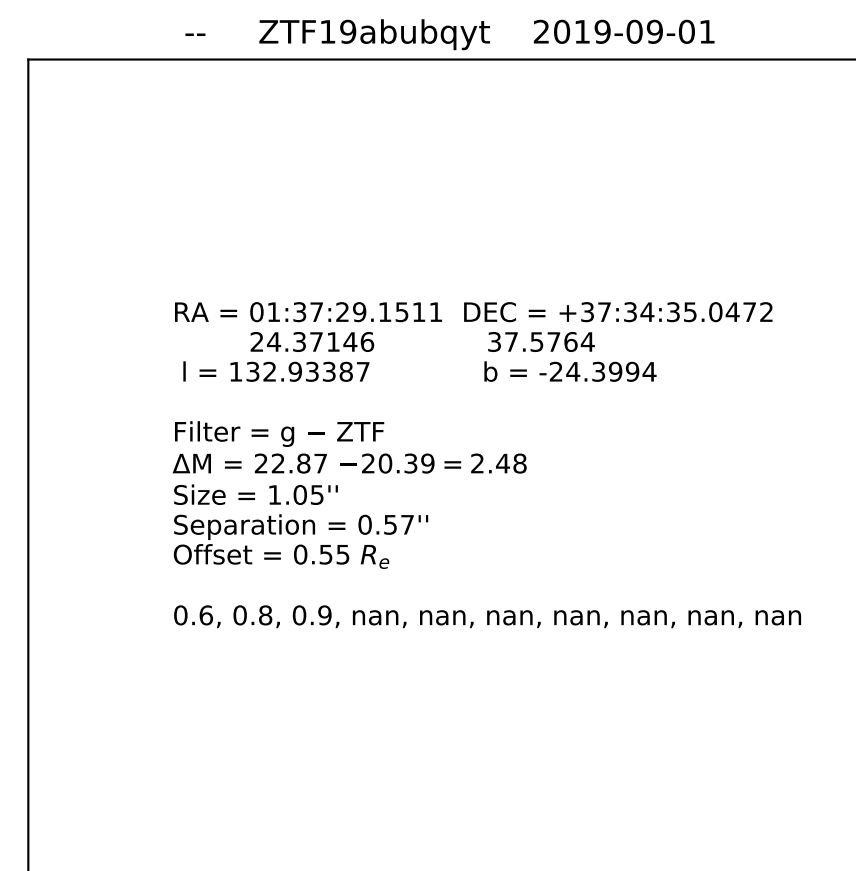 -- ZTF19abubqyt 2019-09-01
RA = 01:37:29.1511 DEC = +37:34:35.0472
24.37146 37.5764
l = 132.93387 b = -24.3994
Filter = g − ZTF
ΔM = 22.87 −20.39 = 2.48
Size = 1.05''
Separation = 0.57''
Offset = 0.55 Re
0.6, 0.8, 0.9, nan, nan, nan, nan, nan, nan, nan